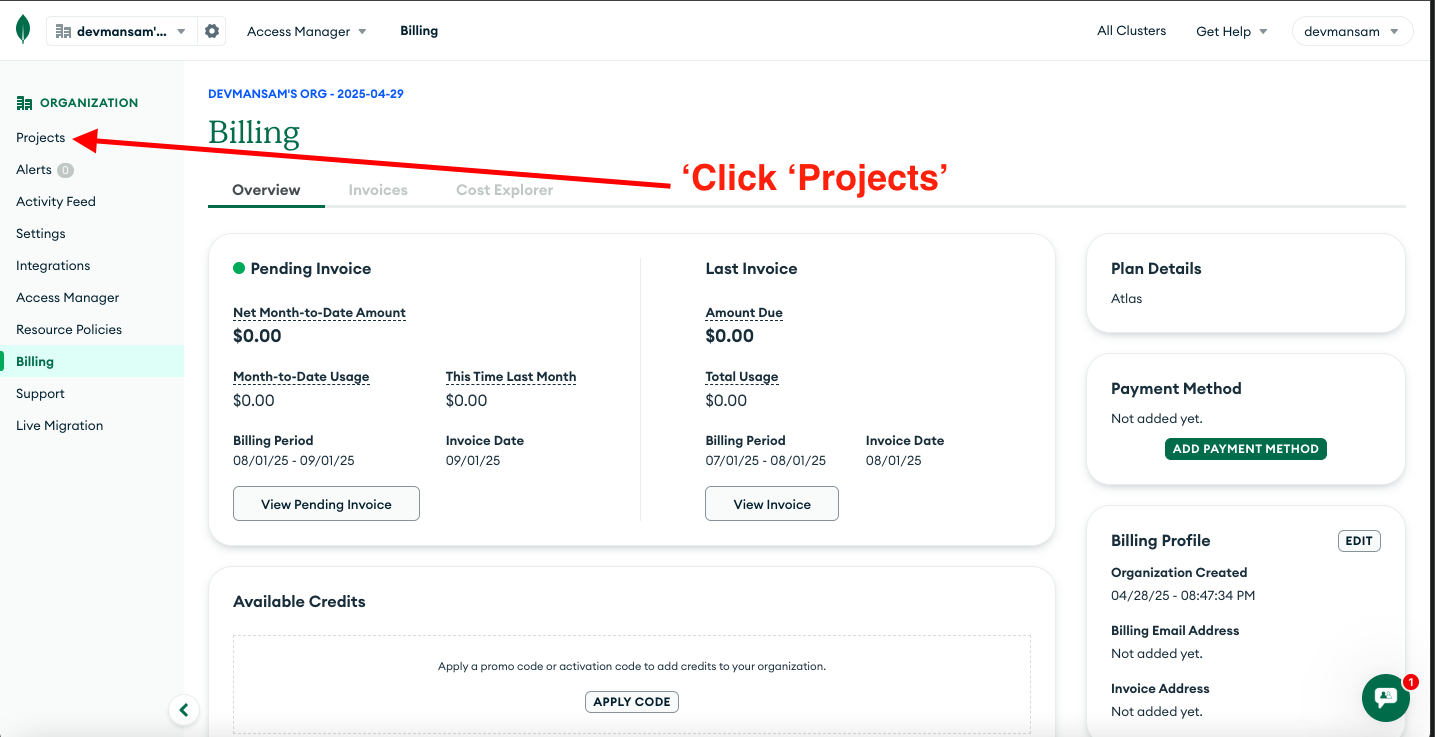 devmansam'...
Access Manager
Billing
All Clusters
Get Help
devmansam
ORGANIZATION
Projects
Alerts 0
Activity Feed
Settings
Integrations
Access Manager
Resource Policies
Billing
Support
Live Migration
DEVMANSAM'S ORG - 2025-04-29
Billing
‘Click ‘Projects’
Overview
Invoices
Cost Explorer
Pending Invoice
Net Month-to-Date Amount
$0.00
Month-to-Date Usage
$0.00
This Time Last Month
$0.00
Billing Period
08/01/25 - 09/01/25
Invoice Date
09/01/25
View Pending Invoice
Last Invoice
Amount Due
$0.00
Total Usage
$0.00
Billing Period
07/01/25 - 08/01/25
Invoice Date
08/01/25
View Invoice
Available Credits
Apply a promo code or activation code to add credits to your organization.
APPLY CODE
Plan Details
Atlas
Payment Method
Not added yet.
ADD PAYMENT METHOD
Billing Profile
EDIT
Organization Created
04/28/25 - 08:47:34 PM
Billing Email Address
Not added yet.
Invoice Address
Not added yet.
1